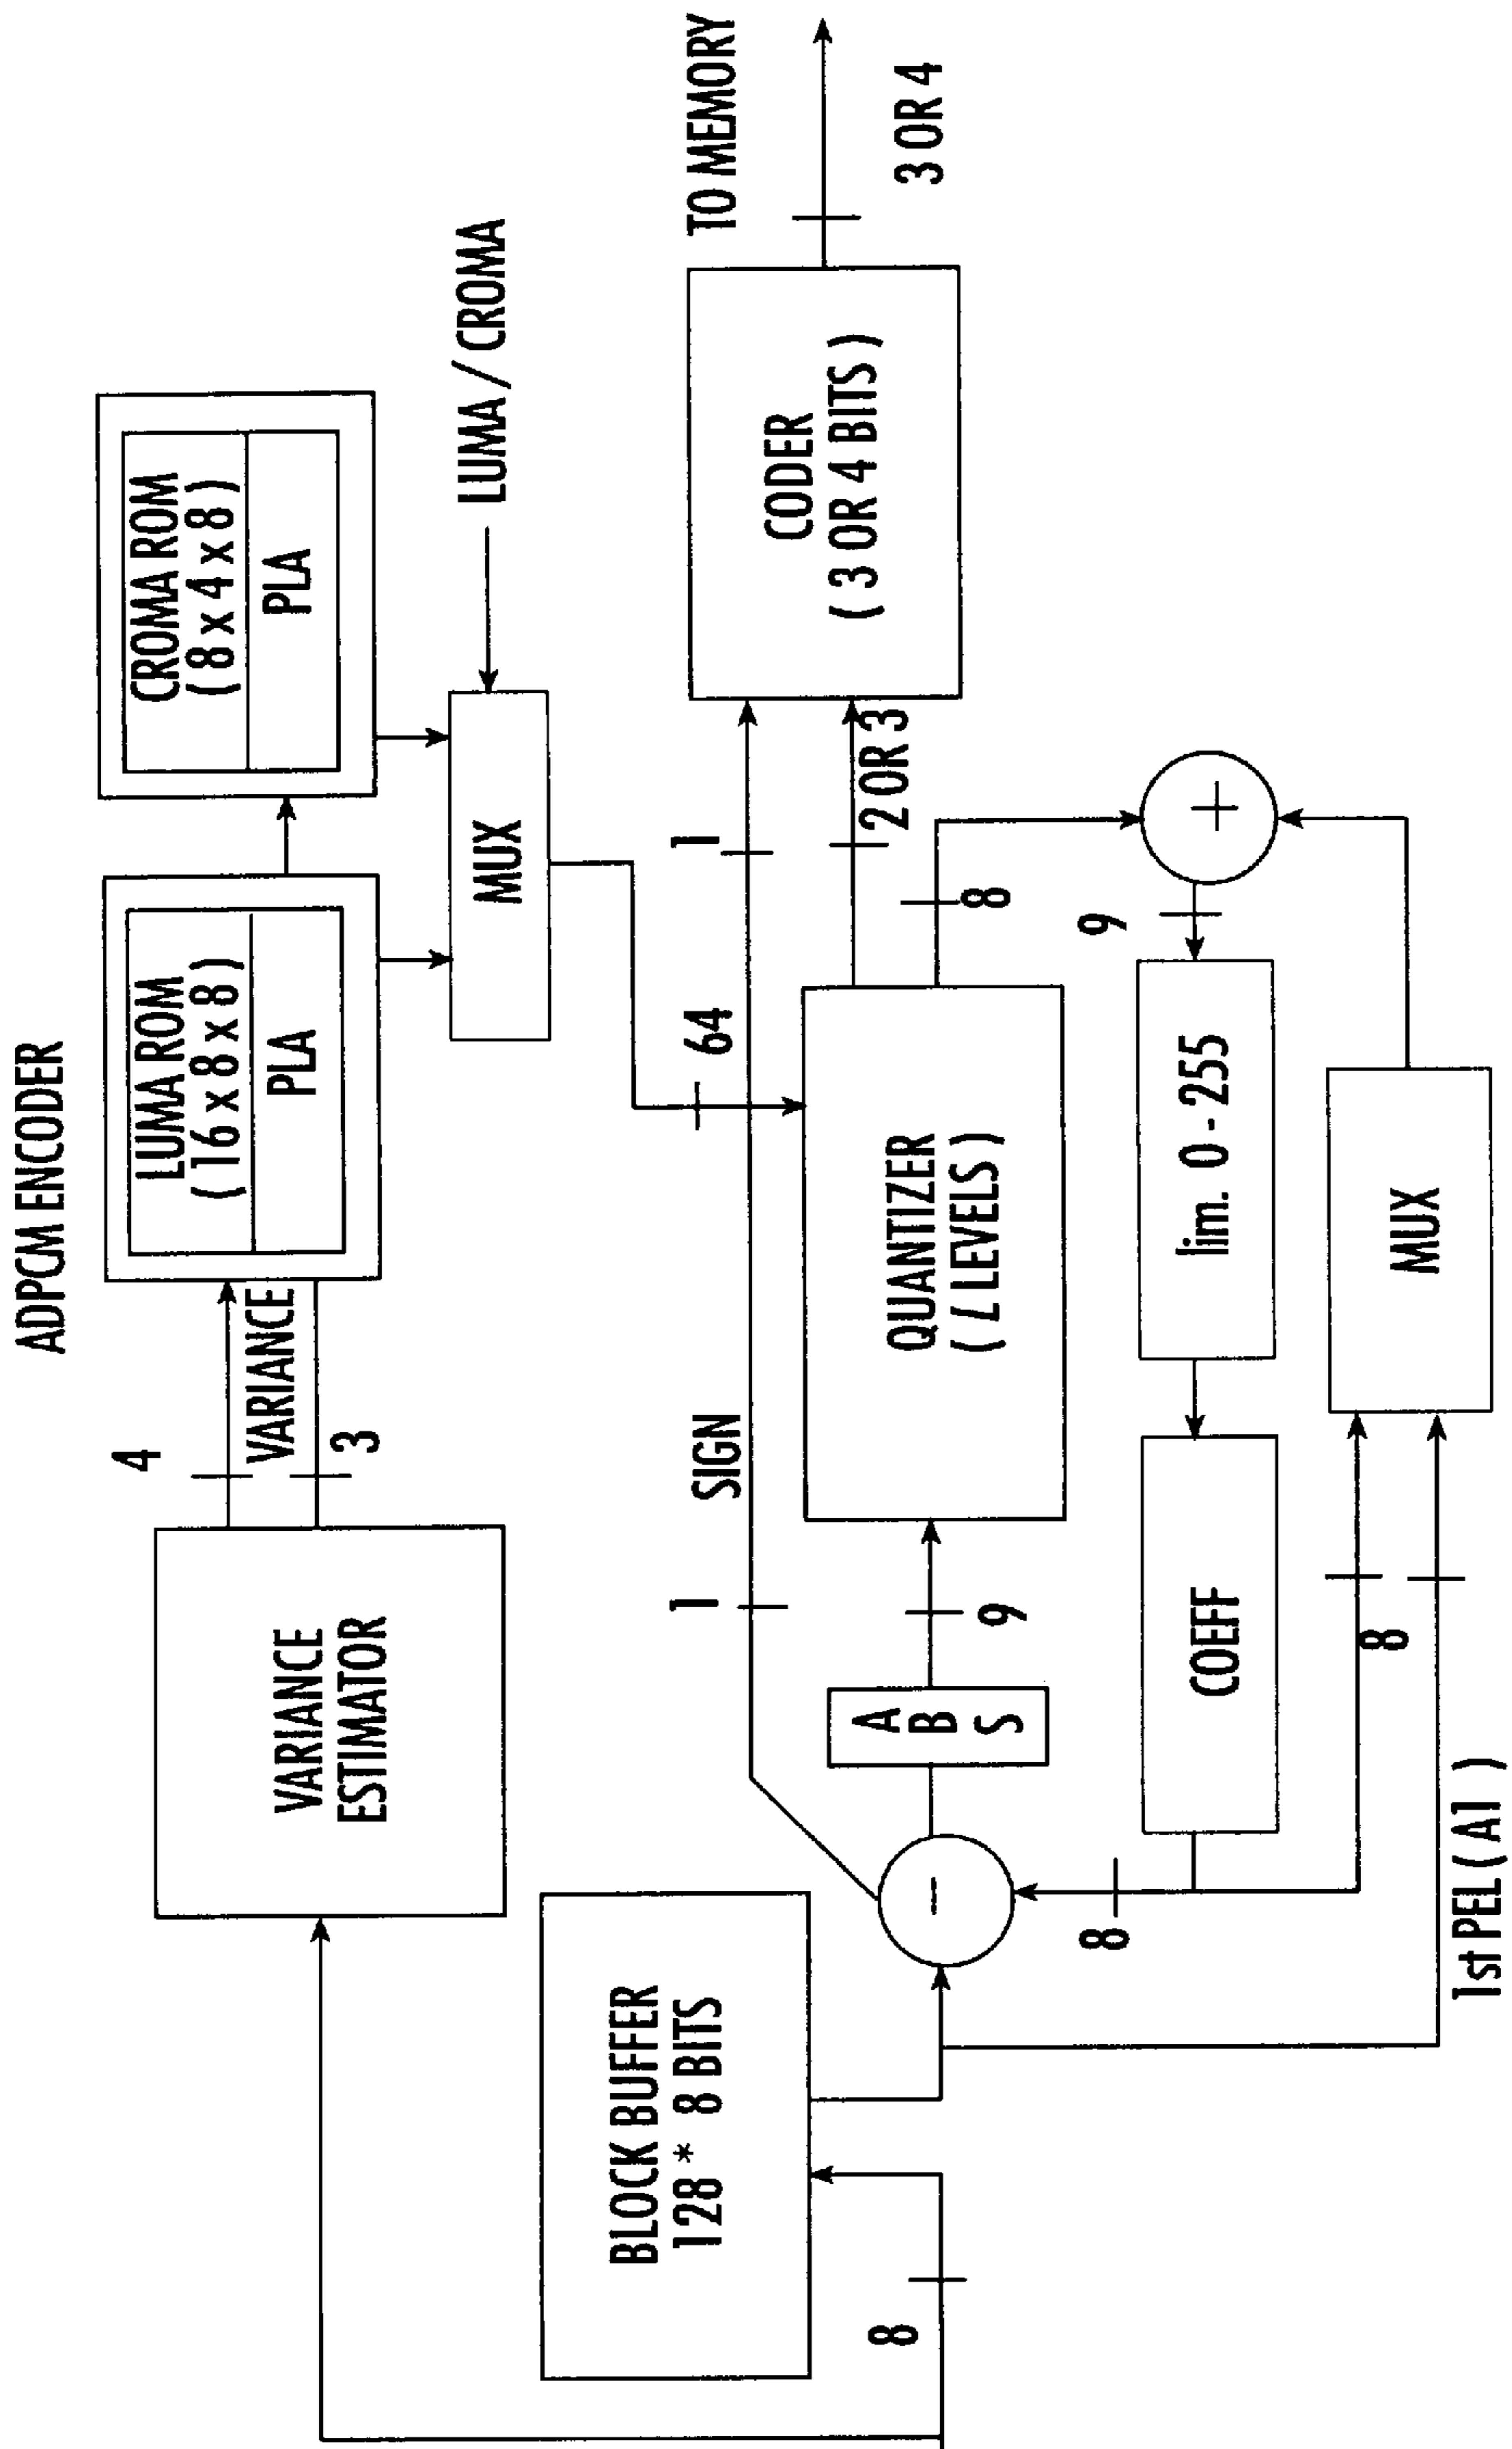 ADPCM ENCODER
VARIANCE
ESTIMATOR
4
VARIANCE
3
LUMA ROM
( 16 x 8 x 8 )
PLA
CROMA ROM
( 8 x 4 x 8 )
PLA
MUX
LUMA / CROMA
BLOCK BUFFER
128 * 8 BITS
8
1
SIGN
64
1
TO MEMORY
3 OR 4
CODER
( 3 OR 4 BITS )
2 OR 3
A
B
S
9
QUANTIZER
( L LEVELS )
8
8
COEFF
lim. 0 - 255
9
+
−
8
MUX
1st PEL ( A1 )